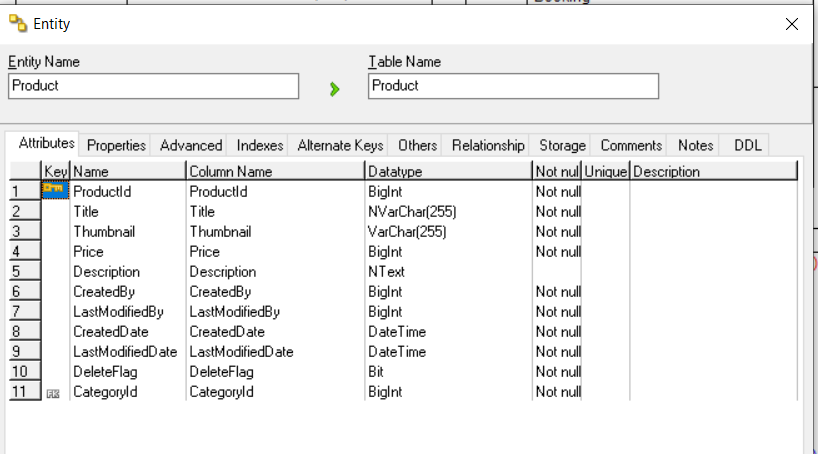 Booking
Entity
Entity Name Table Name
Product Product
Attributes Properties Advanced Indexes Alternate Keys Others Relationship Storage Comments Notes DDL
Key Name Column Name Datatype Not nul Unique Description
1 ProductId ProductId BigInt Not null
2 Title Title NVarChar(255) Not null
3 Thumbnail Thumbnail VarChar(255) Not null
4 Price Price BigInt Not null
5 Description Description NText
6 CreatedBy CreatedBy BigInt Not null
7 LastModifiedBy LastModifiedBy BigInt Not null
8 CreatedDate CreatedDate DateTime Not null
9 LastModifiedDate LastModifiedDate DateTime Not null
10 DeleteFlag DeleteFlag Bit Not null
11 FK CategoryId CategoryId BigInt Not null